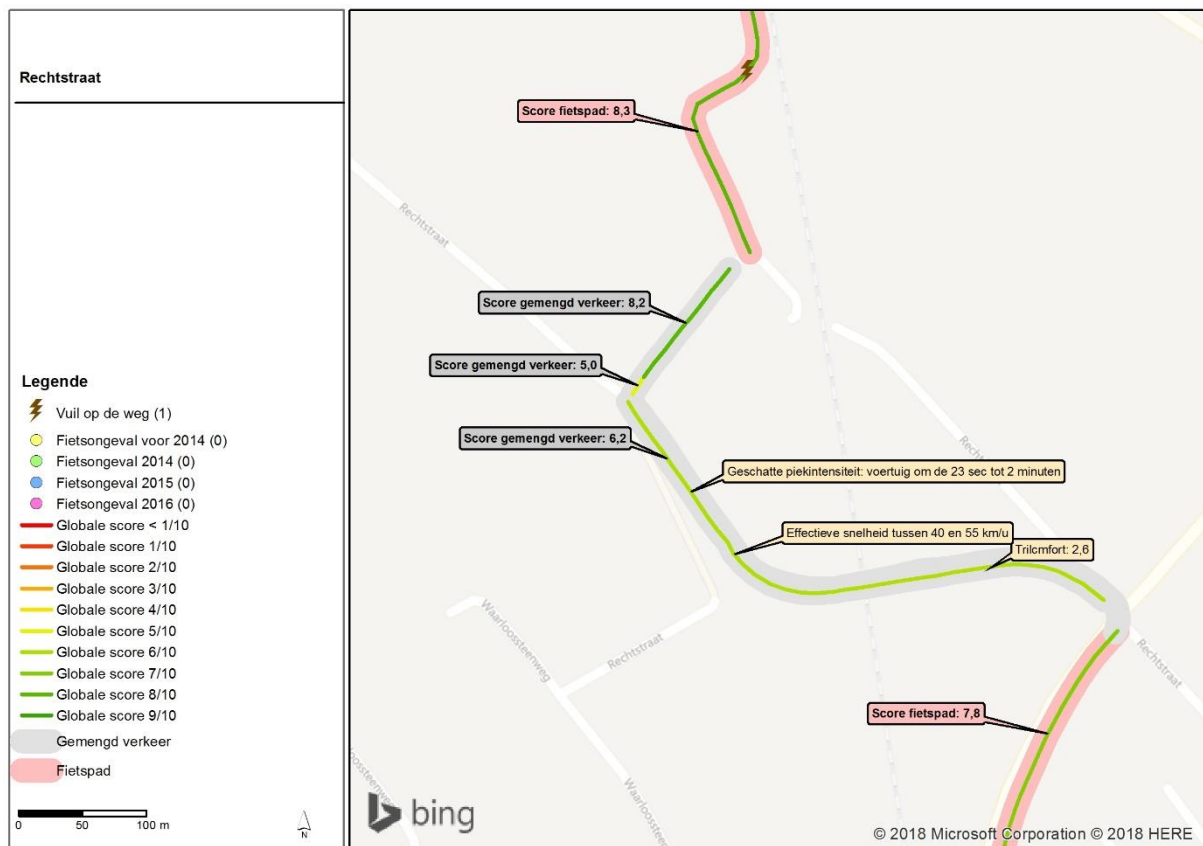 Rechtstraat
Legende
Vuil op de weg (1)
Fietsongeval voor 2014 (0)
Fietsongeval 2014 (0)
Fietsongeval 2015 (0)
Fietsongeval 2016 (0)
Globale score < 1/10
Globale score 1/10
Globale score 2/10
Globale score 3/10
Globale score 4/10
Globale score 5/10
Globale score 6/10
Globale score 7/10
Globale score 8/10
Globale score 9/10
Gemengd verkeer
Fietspad
0 50 100 m
N
Score fietspad: 8,3
Rechtstraat
Score gemengd verkeer: 8,2
Score gemengd verkeer: 5,0
Score gemengd verkeer: 6,2
Geschatte piekintensiteit: voertuig om de 23 sec tot 2 minuten
Effectieve snelheid tussen 40 en 55 km/u
Trilcmfort: 2,6
Waarloossteenweg
Rechtstraat
Rechtstraat
Score fietspad: 7,8
bing
© 2018 Microsoft Corporation © 2018 HERE